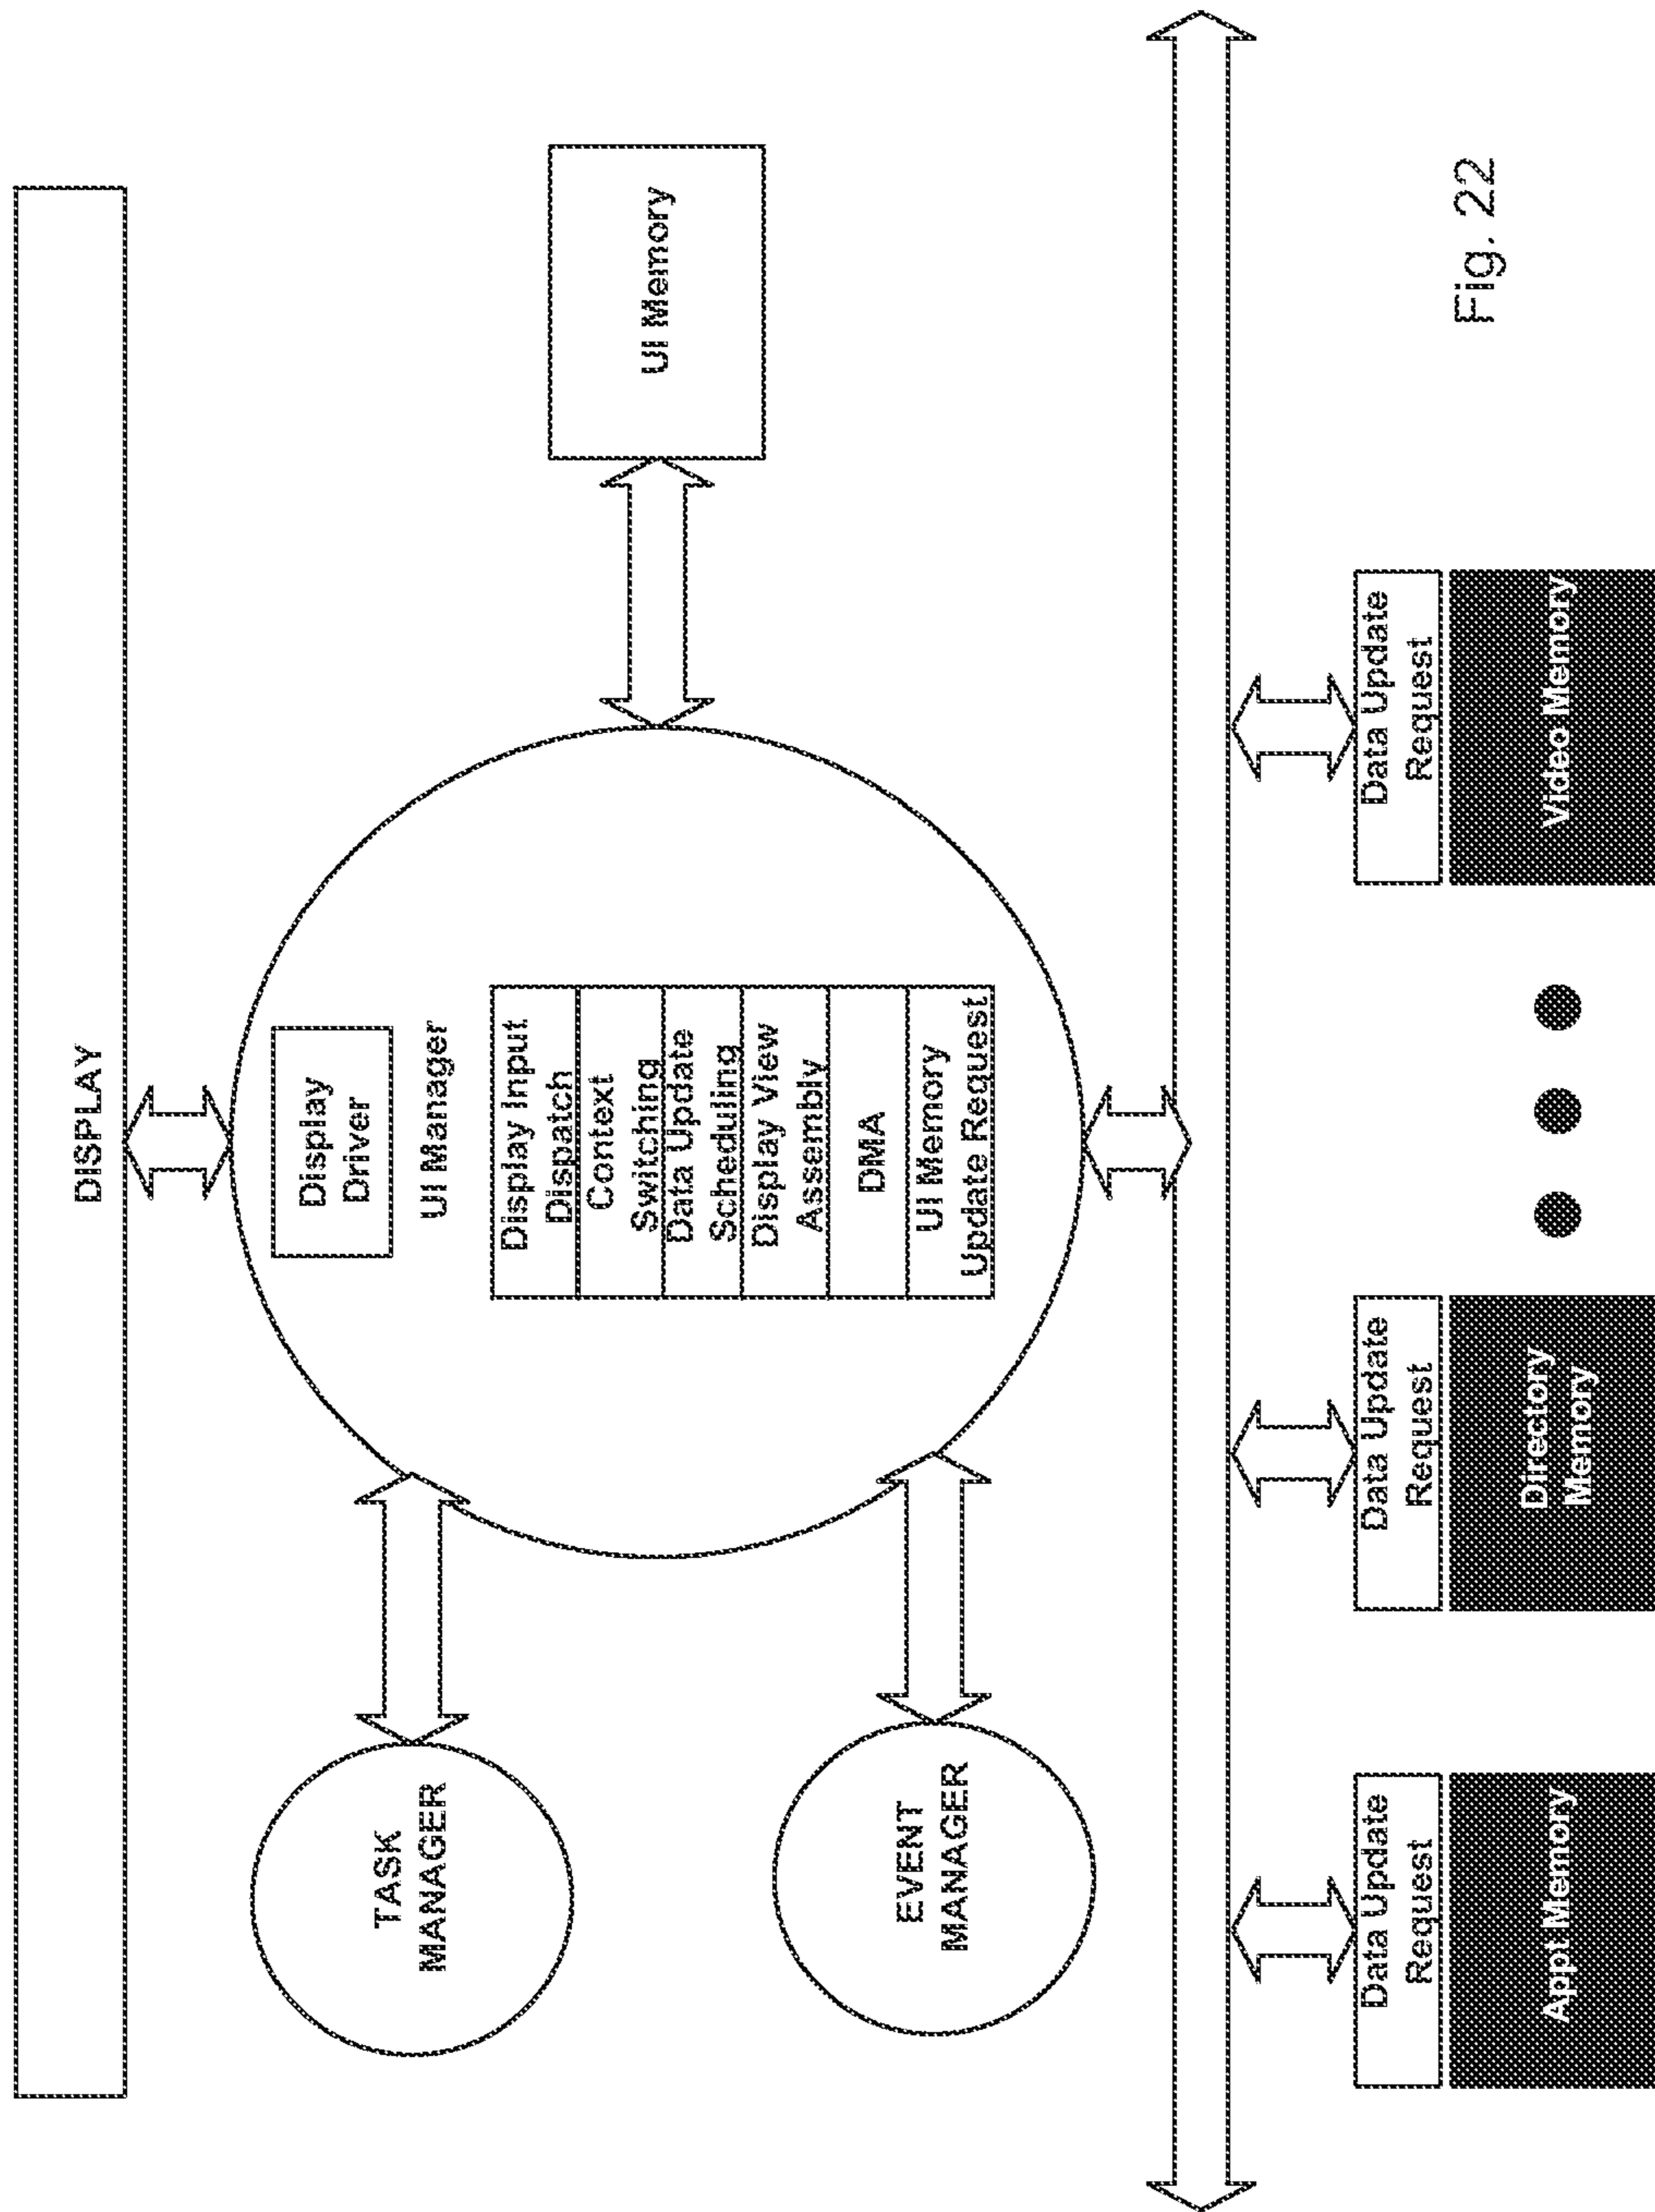 DISPLAY
Display
Driver
UI Manager
Display Input
Dispatch
Context
Switching
Data Update
Scheduling
Display View
Assembly
DMA
UI Memory
Update Request
TASK
MANAGER
EVENT
MANAGER
UI Memory
Data Update
Request
Appt Memory
Data Update
Request
Directory
Memory
Data Update
Request
Video Memory
Fig. 22